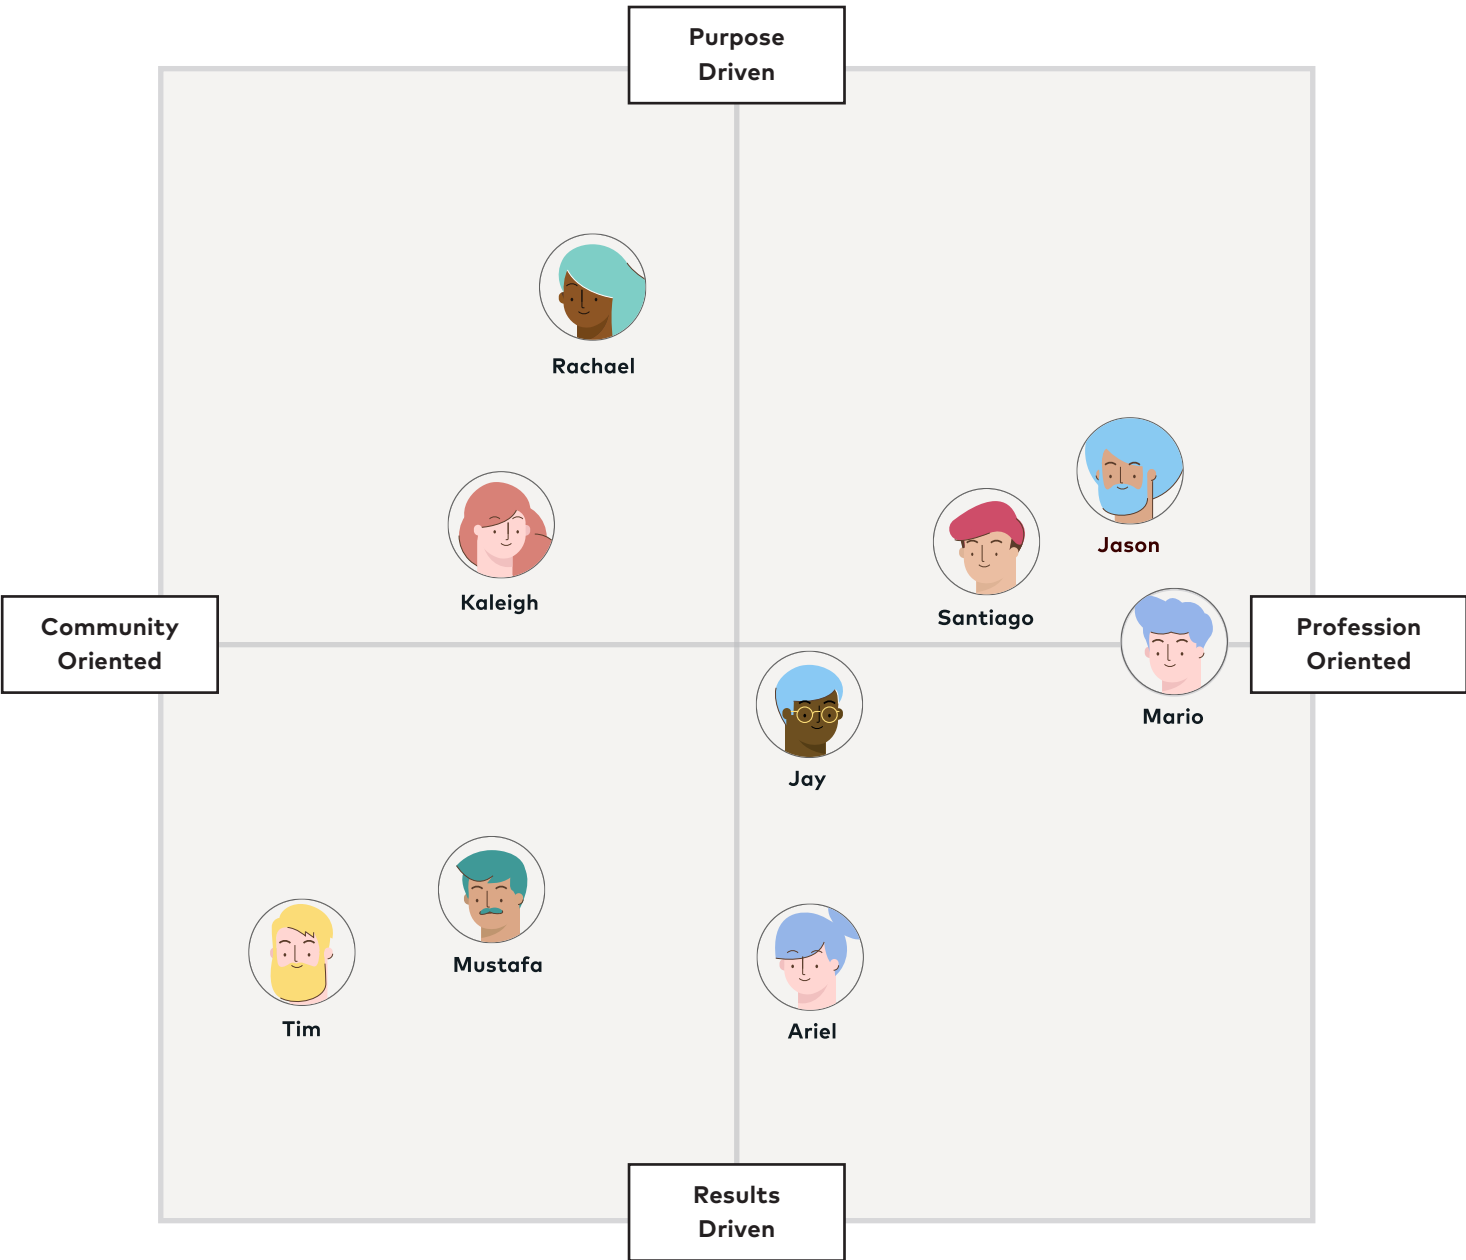 Purpose
Driven
Rachael
Jason
Kaleigh
Santiago
Community
Oriented
Profession
Oriented
Mario
Jay
Mustafa
Tim
Ariel
Results
Driven